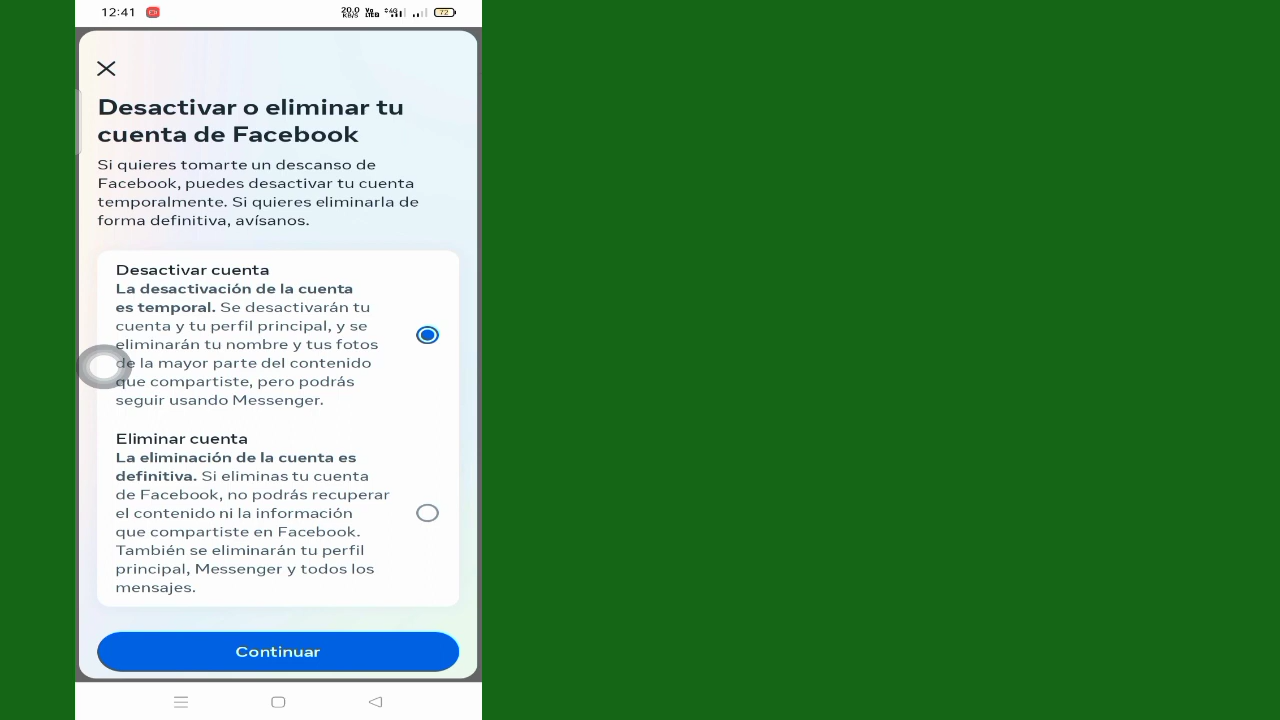 12:41
20.0 KB/S
72
Desactivar o eliminar tu
cuenta de Facebook
Si quieres tomarte un descanso de
Facebook, puedes desactivar tu cuenta
temporalmente. Si quieres eliminarla de
forma definitiva, avísanos.
Desactivar cuenta
La desactivación de la cuenta
es temporal. Se desactivarán tu
cuenta y tu perfil principal, y se
eliminarán tu nombre y tus fotos
de la mayor parte del contenido
que compartiste, pero podrás
seguir usando Messenger.
Eliminar cuenta
La eliminación de la cuenta es
definitiva. Si eliminas tu cuenta
de Facebook, no podrás recuperar
el contenido ni la información
que compartiste en Facebook.
También se eliminarán tu perfil
principal, Messenger y todos los
mensajes.
Continuar